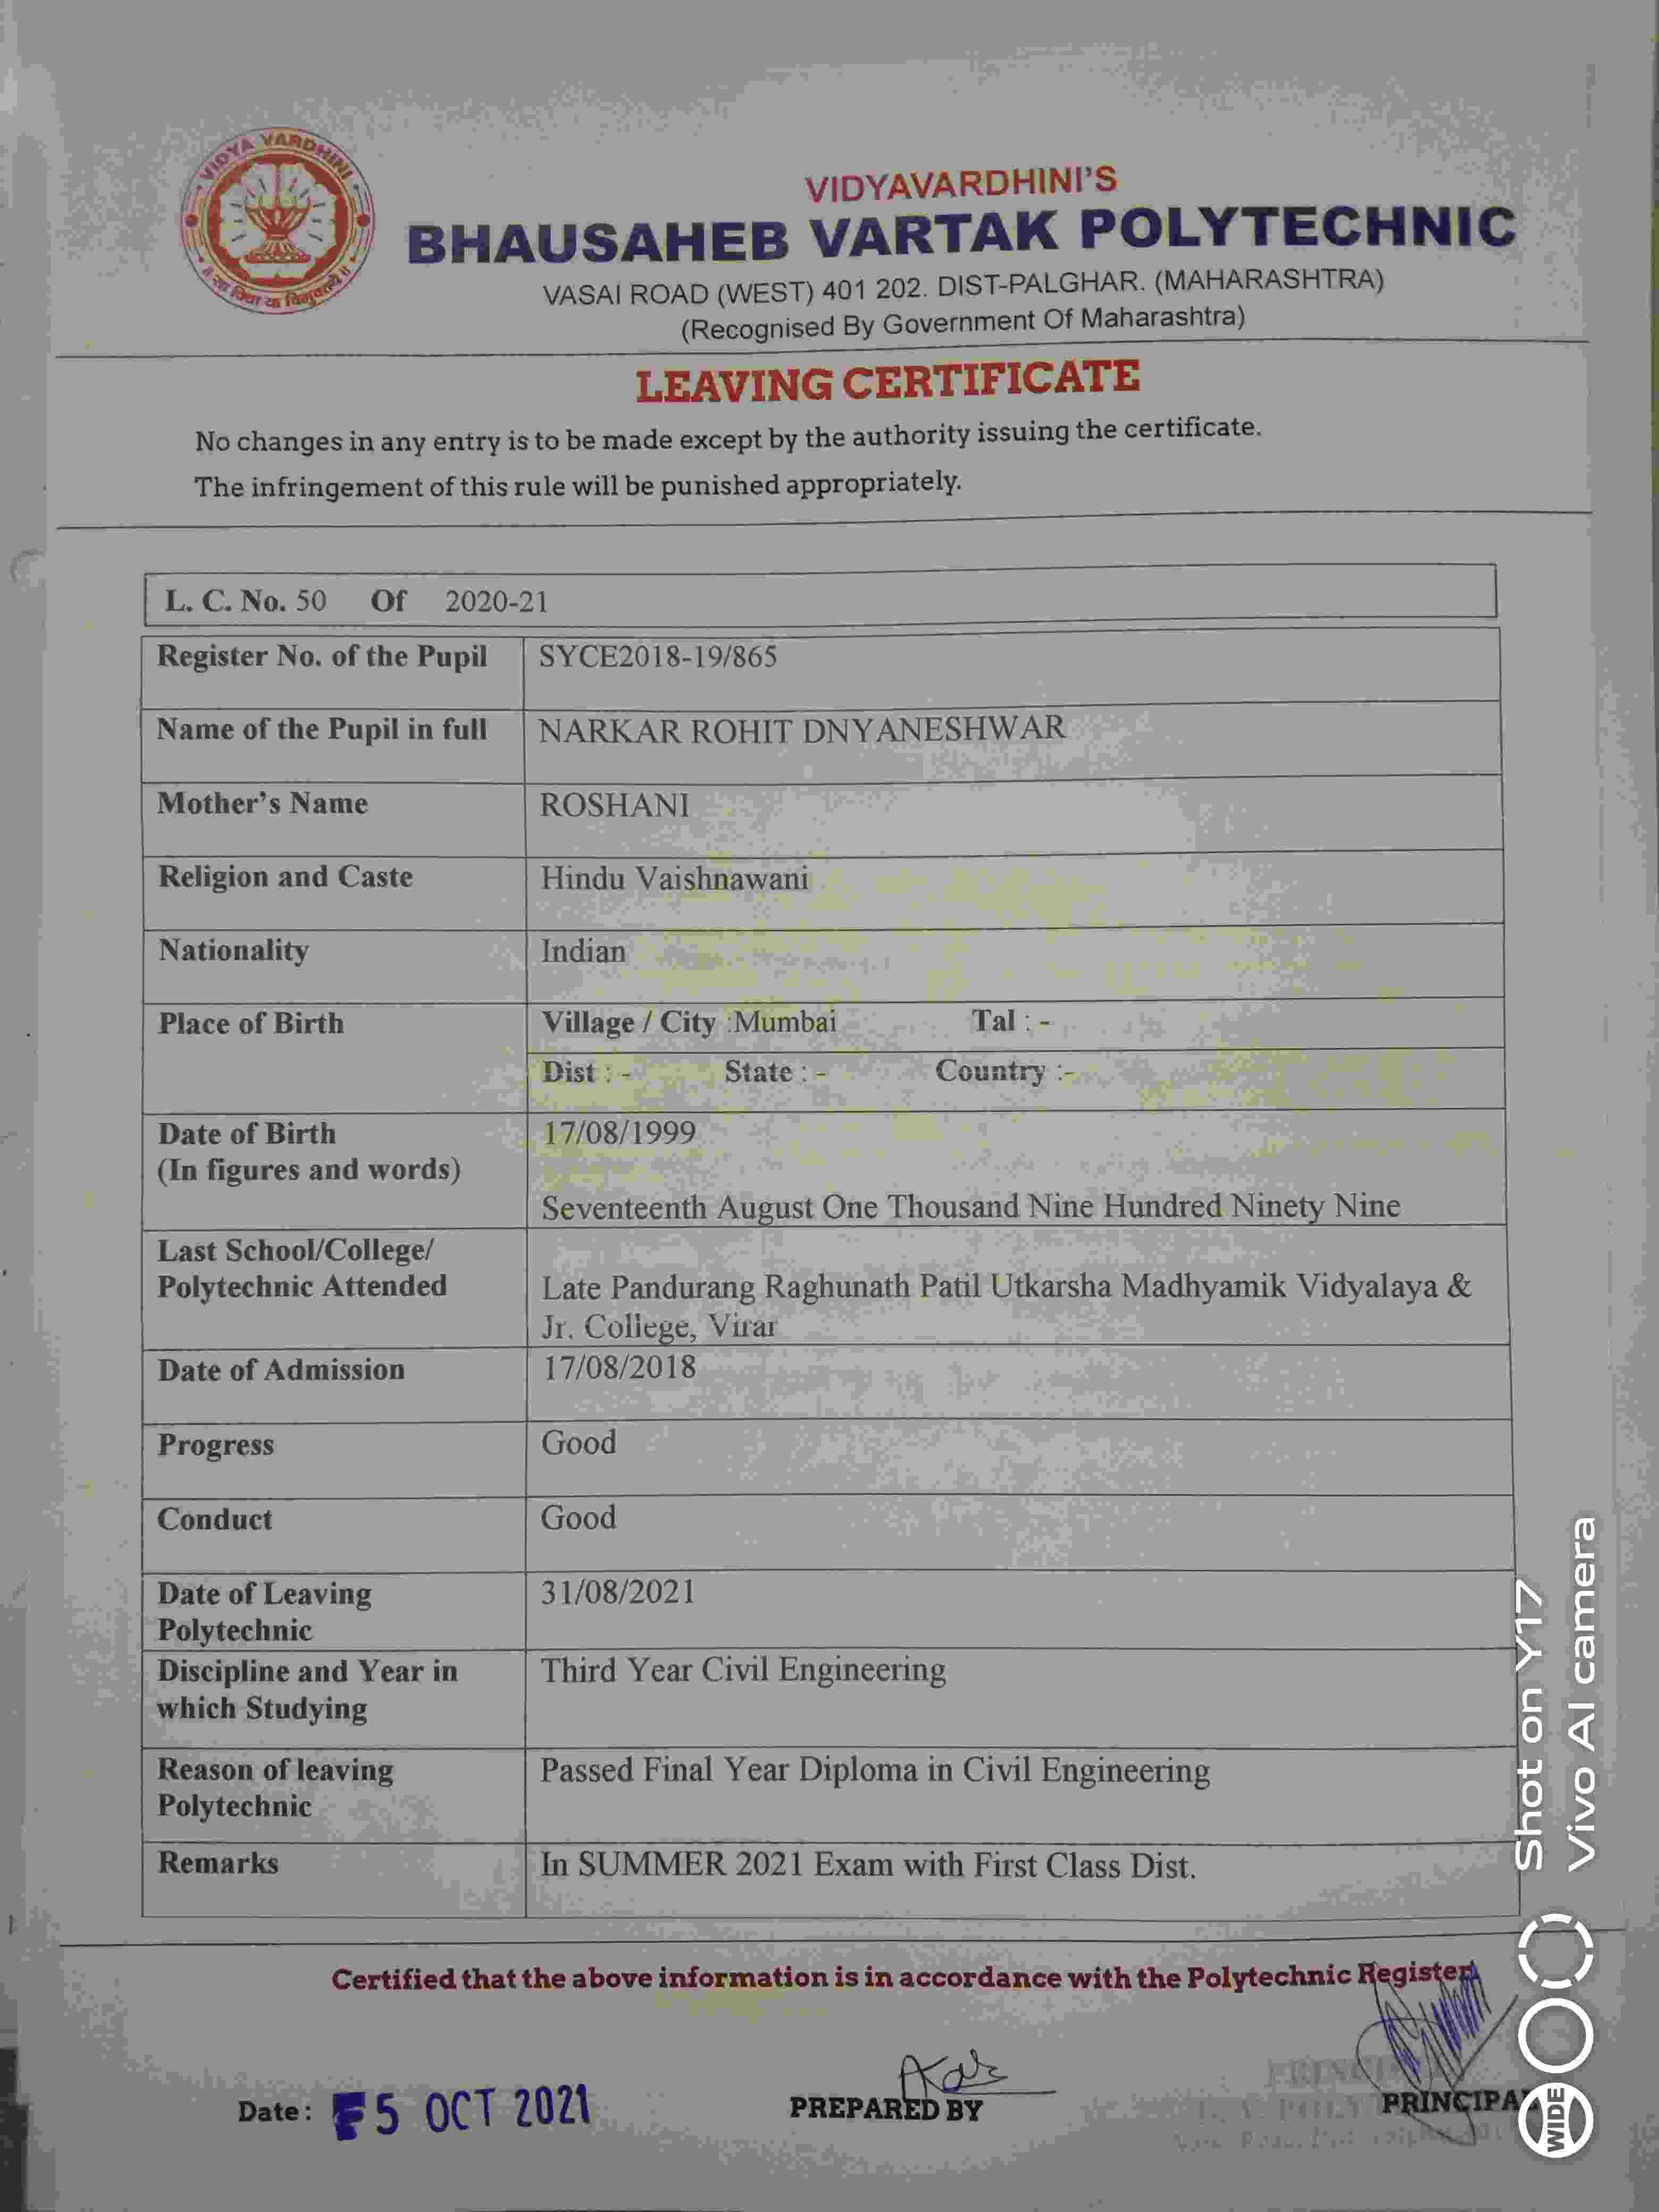 VIDYA VARDHINI
॥ सा विद्या या विमुक्तये ॥
VIDYAVARDHINI'S
BHAUSAHEB VARTAK POLYTECHNIC
VASAI ROAD (WEST) 401 202. DIST-PALGHAR. (MAHARASHTRA)
(Recognised By Government Of Maharashtra)
LEAVING CERTIFICATE
No changes in any entry is to be made except by the authority issuing the certificate.
The infringement of this rule will be punished appropriately.
L. C. No. 50 Of 2020-21
Register No. of the Pupil SYCE2018-19/865
Name of the Pupil in full NARKAR ROHIT DNYANESHWAR
Mother's Name ROSHANI
Religion and Caste Hindu Vaishnawani
Nationality Indian
Place of Birth Village / City :Mumbai Tal : -
Dist : - State : - Country :-
Date of Birth 17/08/1999
(In figures and words)
Seventeenth August One Thousand Nine Hundred Ninety Nine
Last School/College/
Polytechnic Attended Late Pandurang Raghunath Patil Utkarsha Madhyamik Vidyalaya &
Jr. College, Virar
Date of Admission 17/08/2018
Progress Good
Conduct Good
Date of Leaving 31/08/2021
Polytechnic
Discipline and Year in Third Year Civil Engineering
which Studying
Reason of leaving Passed Final Year Diploma in Civil Engineering
Polytechnic
Remarks In SUMMER 2021 Exam with First Class Dist.
Certified that the above information is in accordance with the Polytechnic Register.
Date: 5 OCT 2021
PREPARED BY
PRINCIPAL
Shot on Y17
Vivo AI camera
WIDE